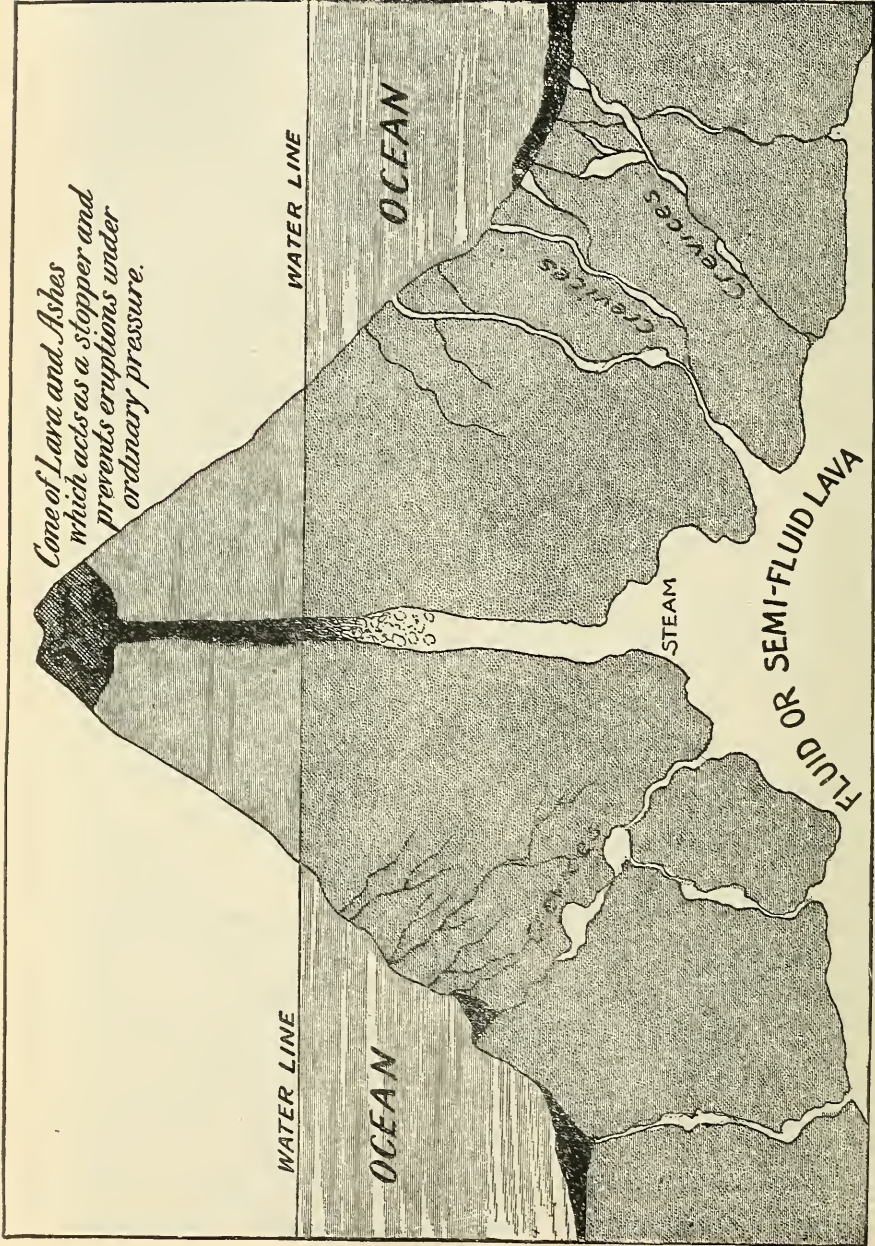 Cone of Lava and Ashes
which acts as a stopper and
prevents eruptions under
ordinary pressure.
WATER LINE
WATER LINE
OCEAN
OCEAN
Crevices
Crevices
STEAM
FLUID OR SEMI-FLUID LAVA